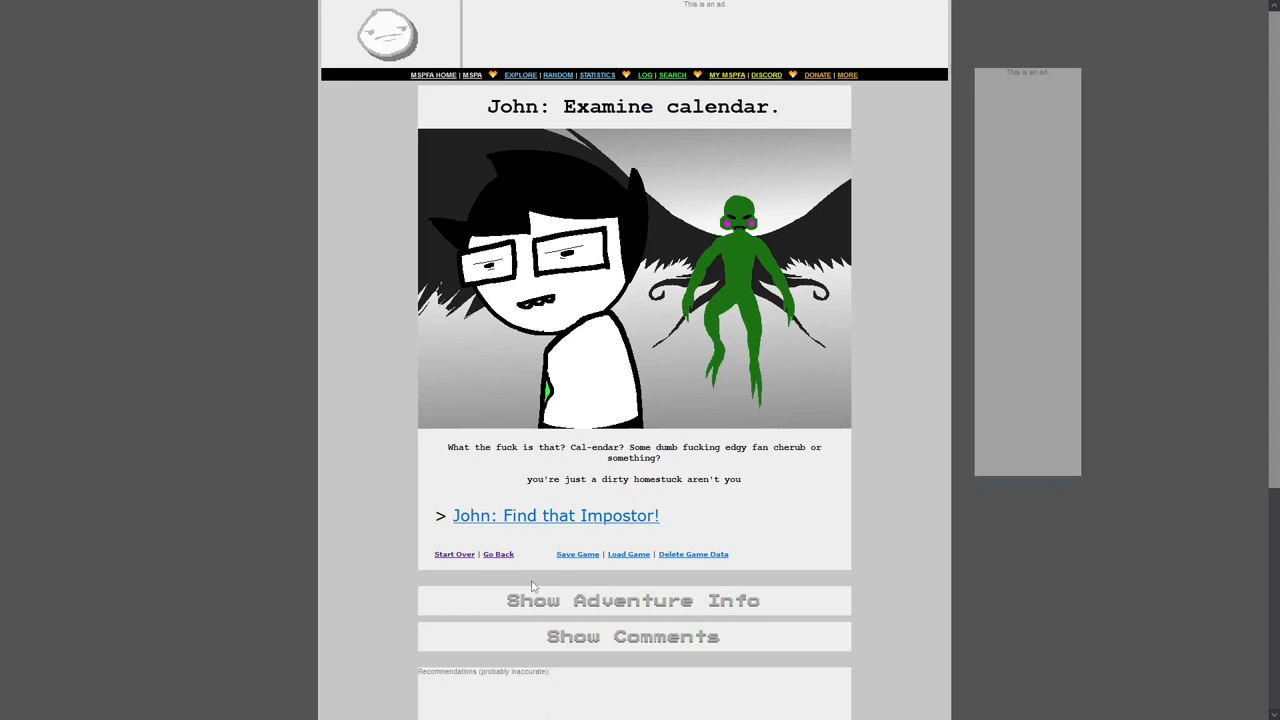 This is an ad.
MSPFA HOME | MSPA EXPLORE | RANDOM | STATISTICS LOG | SEARCH MY MSPFA | DISCORD DONATE | MORE
This is an ad.
John: Examine calendar.
What the fuck is that? Cal-endar? Some dumb fucking edgy fan cherub or
something?
you're just a dirty homestuck aren't you
> John: Find that Impostor!
Start Over | Go Back Save Game | Load Game | Delete Game Data
Show Adventure Info
Show Comments
Recommendations (probably inaccurate):